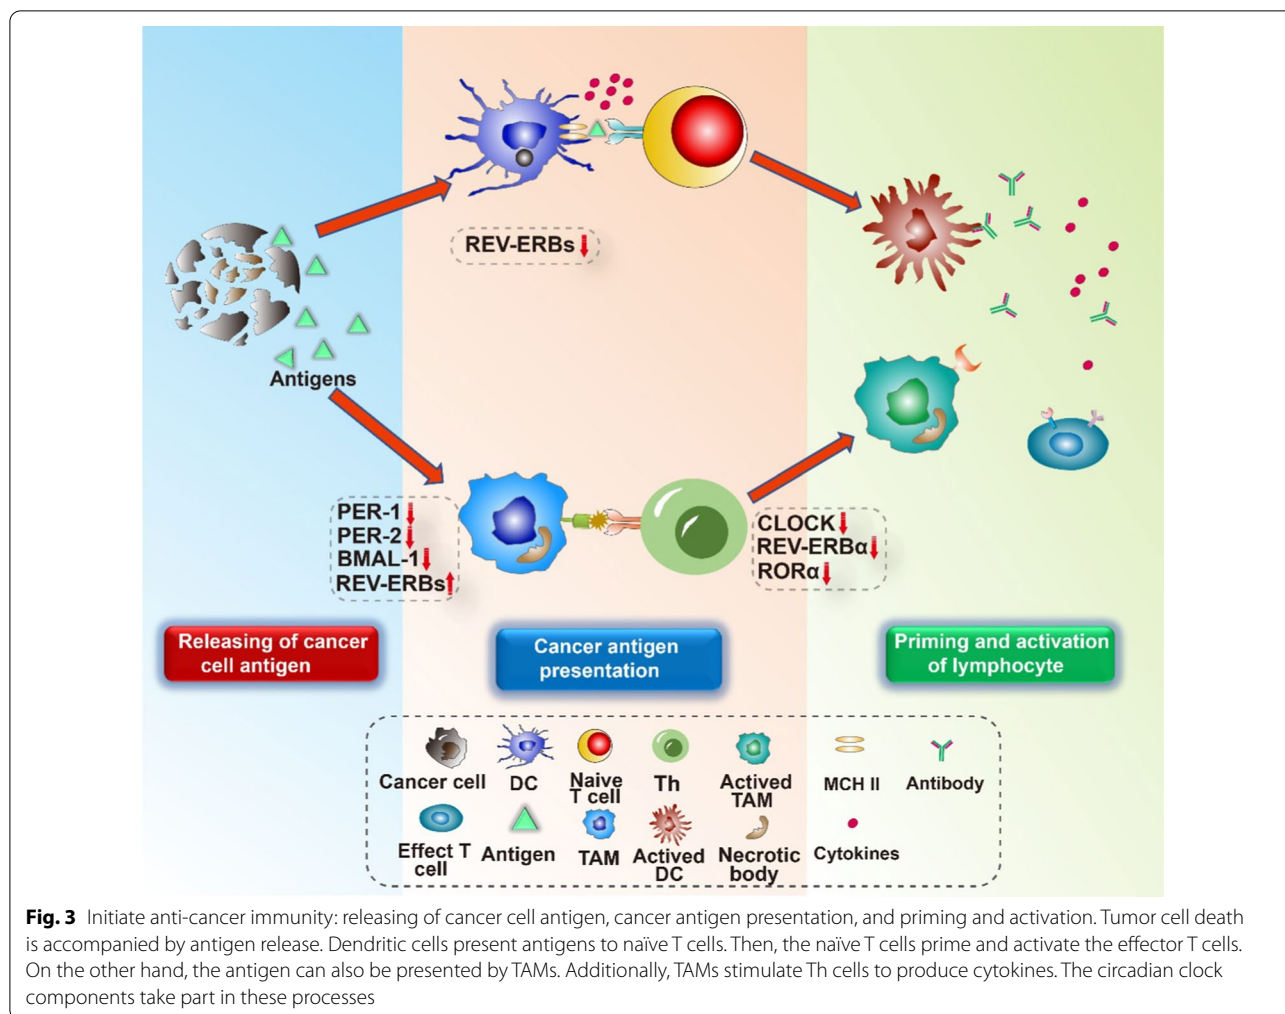 REV-ERBs
Antigens
PER-1
PER-2
BMAL-1
REV-ERBs
CLOCK
REV-ERBα
RORα
Releasing of cancer
cell antigen
Cancer antigen
presentation
Priming and activation
of lymphocyte
Cancer cell
DC
Naive
T cell
Th
Actived
TAM
MCH II
Antibody
Effect T
cell
Antigen
TAM
Actived
DC
Necrotic
body
Cytokines
Fig. 3 Initiate anti-cancer immunity: releasing of cancer cell antigen, cancer antigen presentation, and priming and activation. Tumor cell death
is accompanied by antigen release. Dendritic cells present antigens to naïve T cells. Then, the naïve T cells prime and activate the effector T cells.
On the other hand, the antigen can also be presented by TAMs. Additionally, TAMs stimulate Th cells to produce cytokines. The circadian clock
components take part in these processes